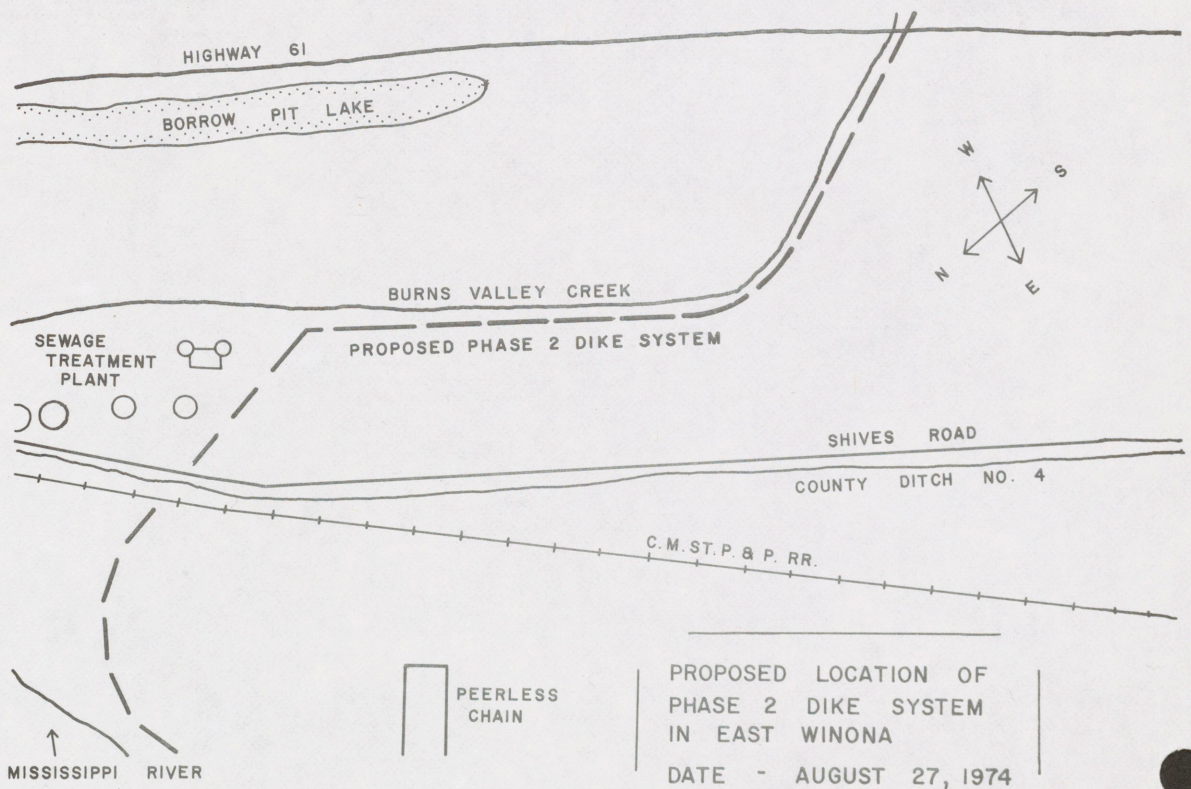 HIGHWAY 61
BORROW PIT LAKE
W
S
N
E
BURNS VALLEY CREEK
PROPOSED PHASE 2 DIKE SYSTEM
SEWAGE
TREATMENT
PLANT
SHIVES ROAD
COUNTY DITCH NO. 4
C.M.ST.P. & P. RR.
PEERLESS
CHAIN
MISSISSIPPI RIVER
PROPOSED LOCATION OF
PHASE 2 DIKE SYSTEM
IN EAST WINONA
DATE - AUGUST 27, 1974